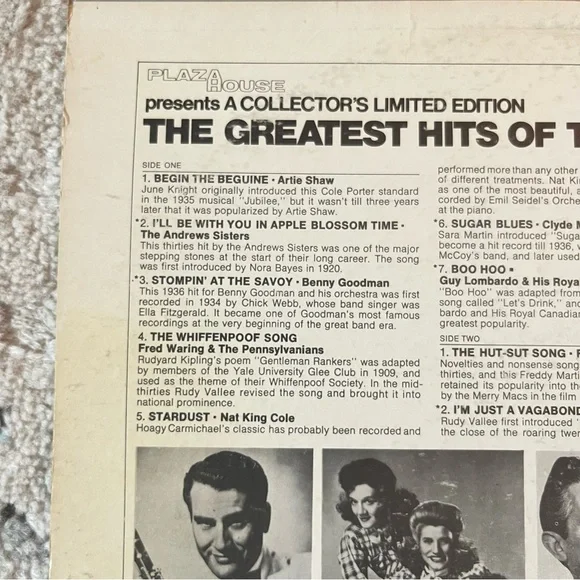 PLAZA
HOUSE
presents A COLLECTOR'S LIMITED EDITION
THE GREATEST HITS OF
SIDE ONE
1. BEGIN THE BEGUINE • Artie Shaw
June Knight originally introduced this Cole Porter standard
in the 1935 musical "Jubilee," but it wasn't till three years
later that it was popularized by Artie Shaw.
*2. I'LL BE WITH YOU IN APPLE BLOSSOM TIME •
The Andrews Sisters
This thirties hit by the Andrews Sisters was one of the major
stepping stones at the start of their long career. The song
was first introduced by Nora Bayes in 1920.
*3. STOMPIN' AT THE SAVOY • Benny Goodman
This 1936 hit for Benny Goodman and his orchestra was first
recorded in 1934 by Chick Webb, whose band singer was
Ella Fitzgerald. It became one of Goodman's most famous
recordings at the very beginning of the great band era.
4. THE WHIFFENPOOF SONG
Fred Waring & The Pennsylvanians
Rudyard Kipling's poem "Gentleman Rankers" was adapted
by members of the Yale University Glee Club in 1909, and
used as the theme of their Whiffenpoof Society. In the mid-
thirties Rudy Vallee revised the song and brought it into
national prominence.
5. STARDUST • Nat King Cole
Hoagy Carmichael's classic has probably been recorded and
performed more than any other
of different treatments. Nat
as one of the most beautiful, a
corded by Emil Seidel's Orche
at the piano.
*6. SUGAR BLUES • Clyde
Sara Martin introduced "Suga
become a hit record till 1936,
McCoy's band, and later used
*7. BOO HOO •
Guy Lombardo & His Roya
"Boo Hoo" was adapted from
song called "Let's Drink," and
bardo and His Royal Canadian
greatest popularity.
SIDE TWO
1. THE HUT-SUT SONG •
Novelties and nonsense song
thirties, and this Freddy Marti
retained its popularity into th
by the Merry Macs in the film
*2. I'M JUST A VAGABOND
Rudy Vallee first introduced
the close of the roaring twen